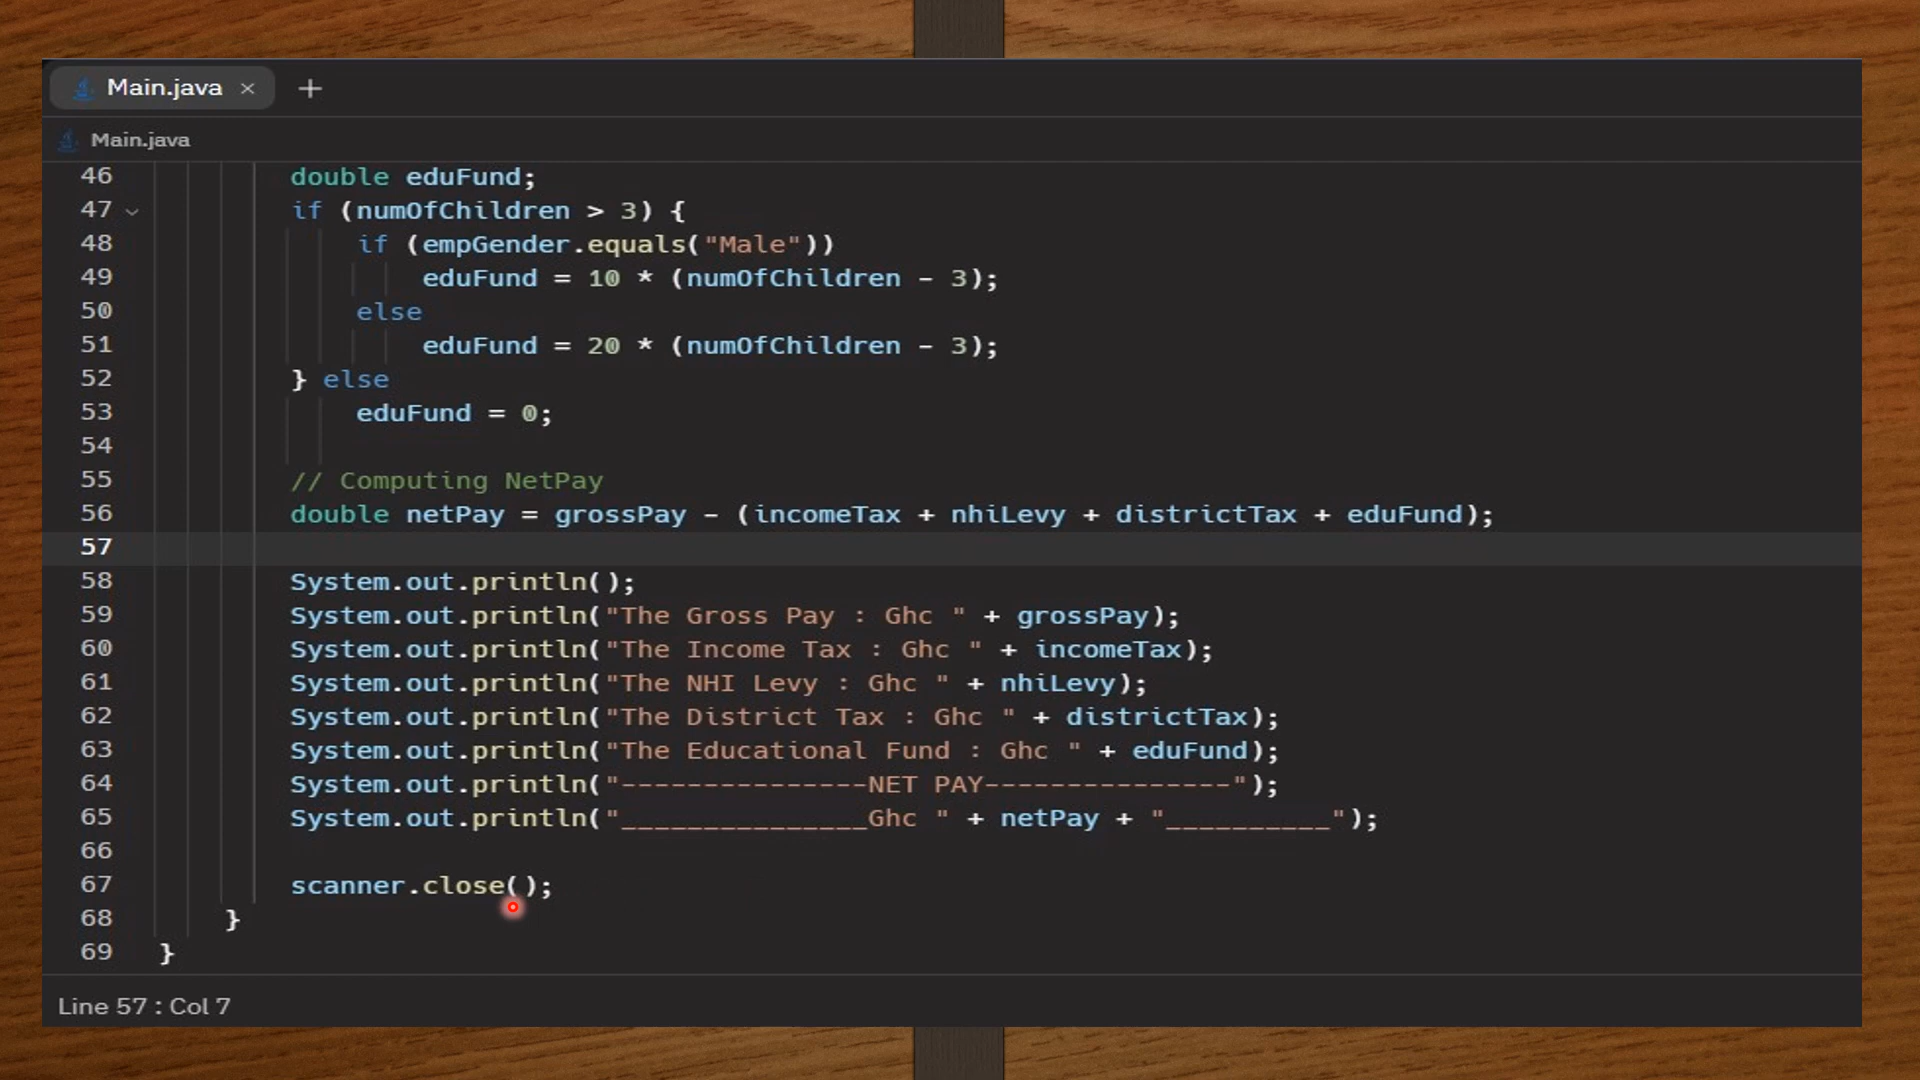 Main.java × +
Main.java
46 double eduFund;
47 if (numOfChildren > 3) {
48 if (empGender.equals("Male"))
49 eduFund = 10 * (numOfChildren - 3);
50 else
51 eduFund = 20 * (numOfChildren - 3);
52 } else
53 eduFund = 0;
54
55 // Computing NetPay
56 double netPay = grossPay - (incomeTax + nhiLevy + districtTax + eduFund);
57
58 System.out.println();
59 System.out.println("The Gross Pay : Ghc " + grossPay);
60 System.out.println("The Income Tax : Ghc " + incomeTax);
61 System.out.println("The NHI Levy : Ghc " + nhiLevy);
62 System.out.println("The District Tax : Ghc " + districtTax);
63 System.out.println("The Educational Fund : Ghc " + eduFund);
64 System.out.println("---------------NET PAY---------------");
65 System.out.println("_______________Ghc " + netPay + "__________");
66
67 scanner.close();
68 }
69 }
Line 57 : Col 7